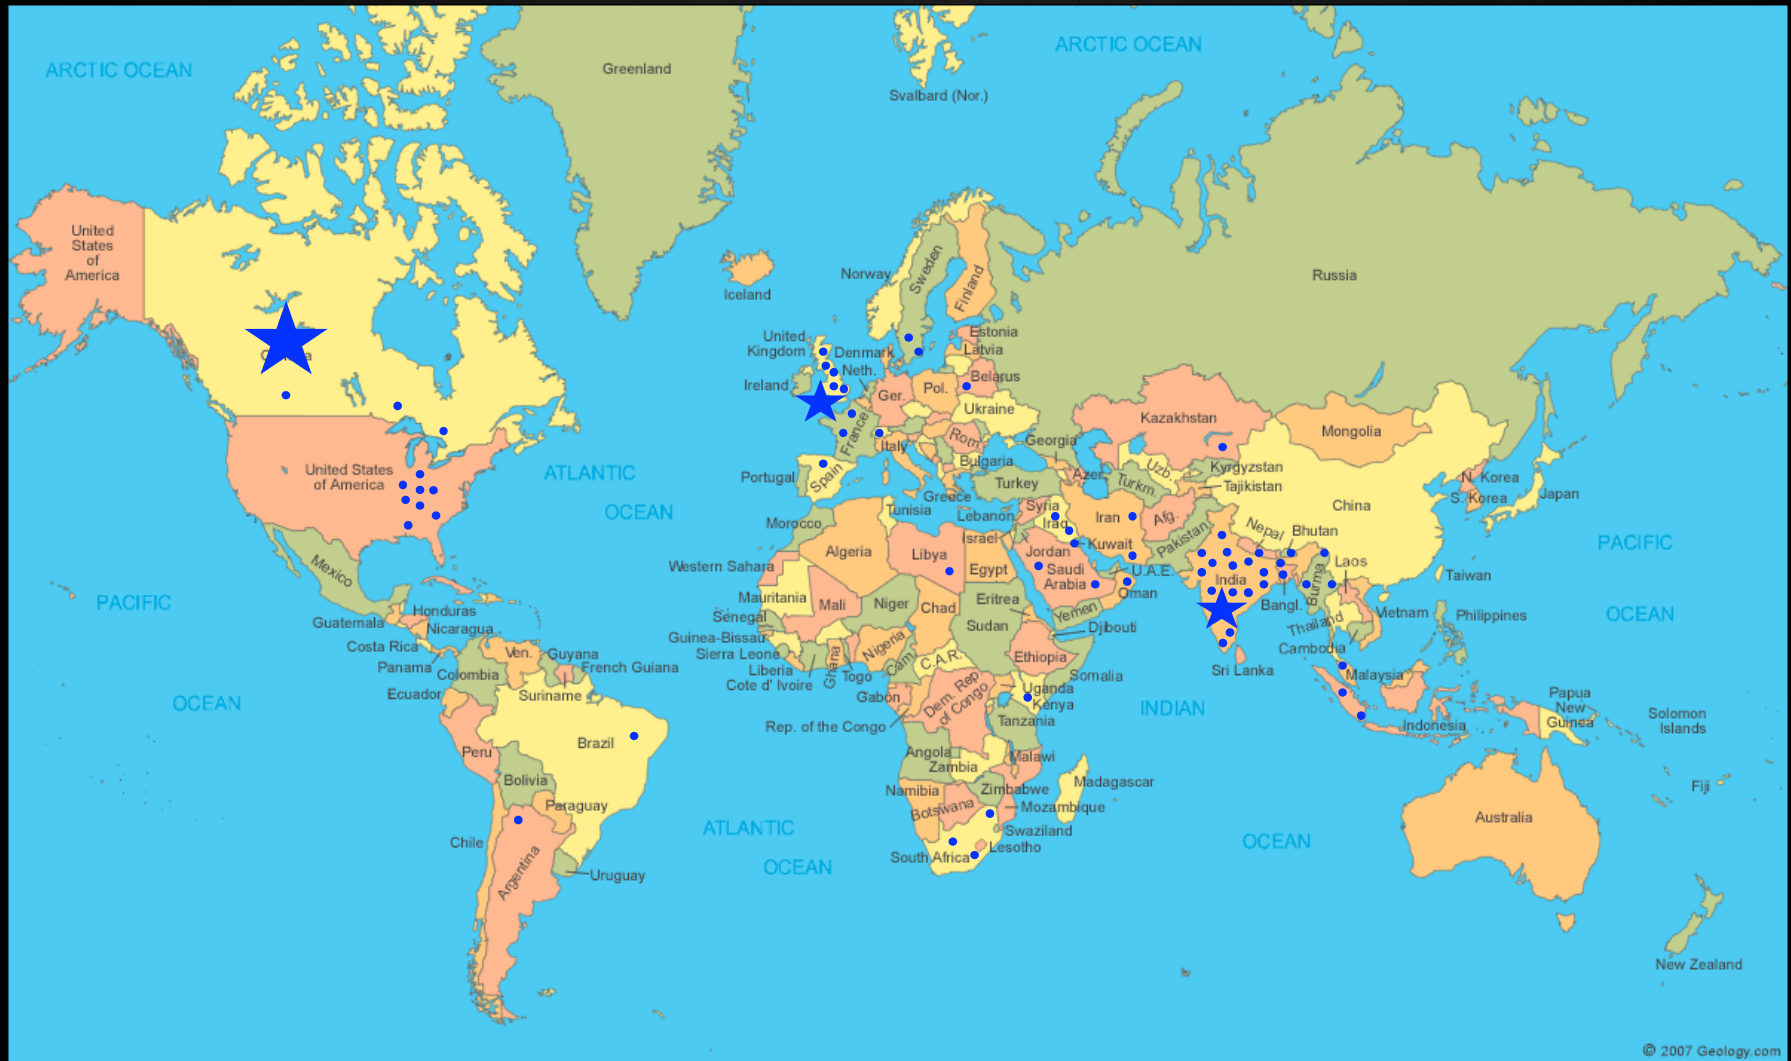 ARCTIC OCEAN
ARCTIC OCEAN
Greenland
Svalbard (Nor.)
United
States
of
America
Iceland
Norway
Sweden
Finland
Russia
United
Kingdom
Denmark
Estonia
Latvia
Ireland
Neth.
Belarus
Ger.
Pol.
Ukraine
France
Italy
Rom.
Bulgaria
Georgia
Kazakhstan
Mongolia
United States
of America
ATLANTIC
OCEAN
Portugal
Spain
Greece
Turkey
Azer.
Turkm.
Uzb.
Kyrgyzstan
Tajikistan
China
N. Korea
S. Korea
Japan
Morocco
Tunisia
Lebanon
Syria
Iraq
Iran
Afg.
Pakistan
Nepal
Bhutan
Israel
Jordan
Kuwait
Algeria
Libya
Egypt
Saudi
Arabia
U.A.E.
Oman
India
Bangl.
Burma
Laos
Taiwan
PACIFIC
OCEAN
Mexico
PACIFIC
OCEAN
Western Sahara
Mauritania
Mali
Niger
Chad
Sudan
Eritrea
Yemen
Djibouti
Thailand
Vietnam
Philippines
Cambodia
Honduras
Guatemala
Nicaragua
Costa Rica
Panama
Senegal
Guinea-Bissau
Sierra Leone
Liberia
Cote d' Ivoire
Ghana
Togo
Nigeria
Cam.
C.A.R.
Ethiopia
Somalia
Sri Lanka
Malaysia
Ven.
Guyana
French Guiana
Suriname
Colombia
Ecuador
Gabon
Rep. of the Congo
Dem. Rep.
of Congo
Uganda
Kenya
Tanzania
INDIAN
OCEAN
Indonesia
Papua
New
Guinea
Solomon
Islands
Peru
Brazil
Bolivia
Paraguay
Chile
Argentina
Uruguay
ATLANTIC
OCEAN
Angola
Zambia
Malawi
Namibia
Botswana
Zimbabwe
Mozambique
Madagascar
Swaziland
Lesotho
South Africa
Australia
Fiji
New Zealand
© 2007 Geology.com